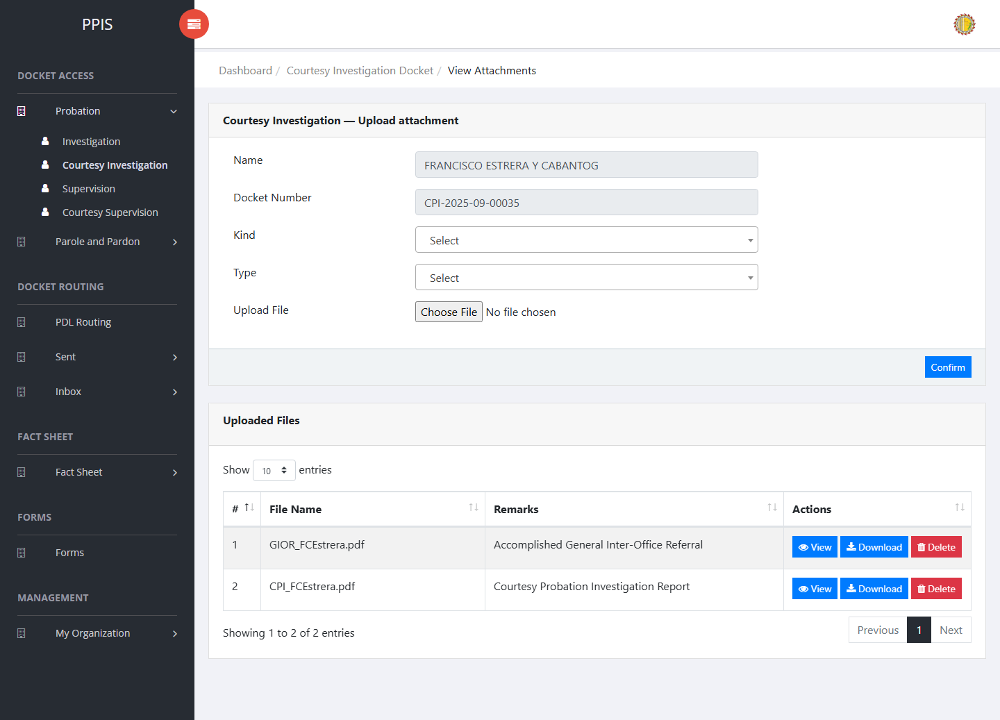 PPIS
DOCKET ACCESS
Probation
Investigation
Courtesy Investigation
Supervision
Courtesy Supervision
Parole and Pardon
DOCKET ROUTING
PDL Routing
Sent
Inbox
FACT SHEET
Fact Sheet
FORMS
Forms
MANAGEMENT
My Organization
Dashboard / Courtesy Investigation Docket / View Attachments
Courtesy Investigation — Upload attachment
Name
FRANCISCO ESTRERA Y CABANTOG
Docket Number
CPI-2025-09-00035
Kind
Select
Type
Select
Upload File
Choose File No file chosen
Confirm
Uploaded Files
Show 10 entries
# File Name Remarks Actions
1 GIOR_FCEstrera.pdf Accomplished General Inter-Office Referral View Download Delete
2 CPI_FCEstrera.pdf Courtesy Probation Investigation Report View Download Delete
Showing 1 to 2 of 2 entries
Previous 1 Next